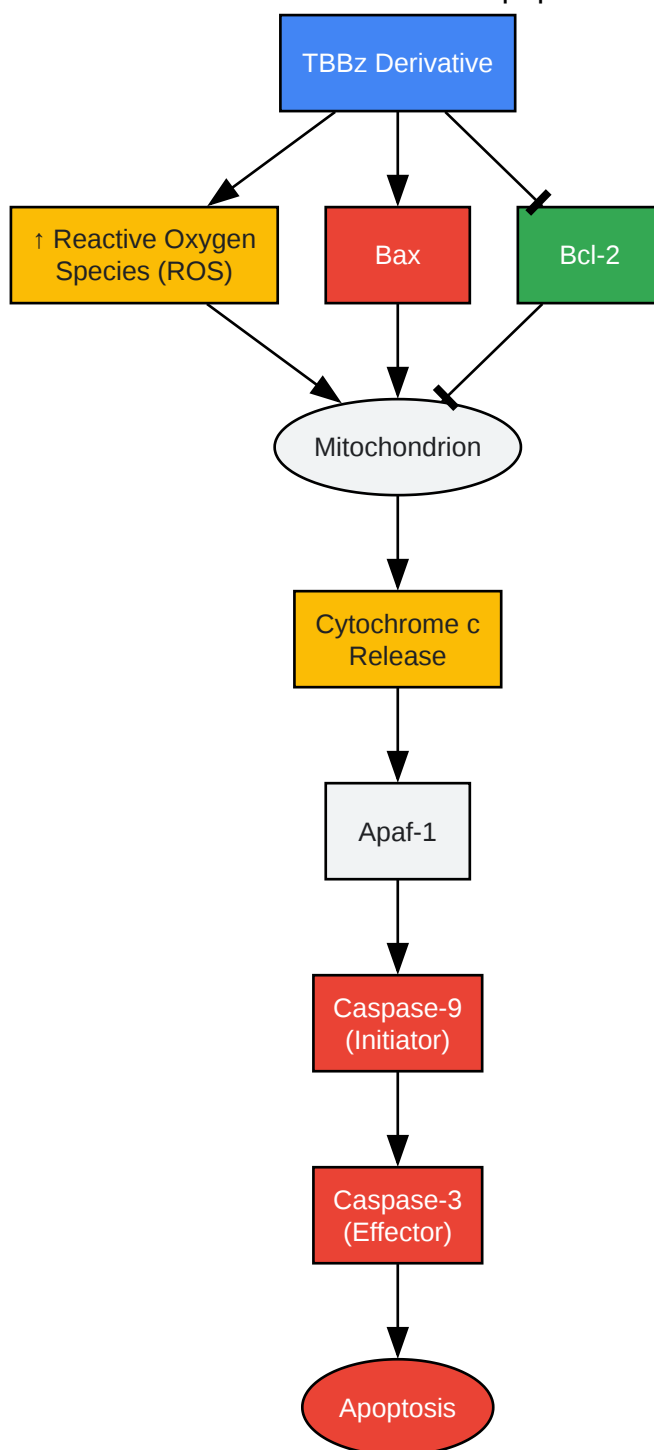 TBBz Derivative
↑ Reactive Oxygen
Species (ROS)
Bax
Bcl-2
Mitochondrion
Cytochrome c
Release
Apaf-1
Caspase-9
(Initiator)
Caspase-3
(Effector)
Apoptosis